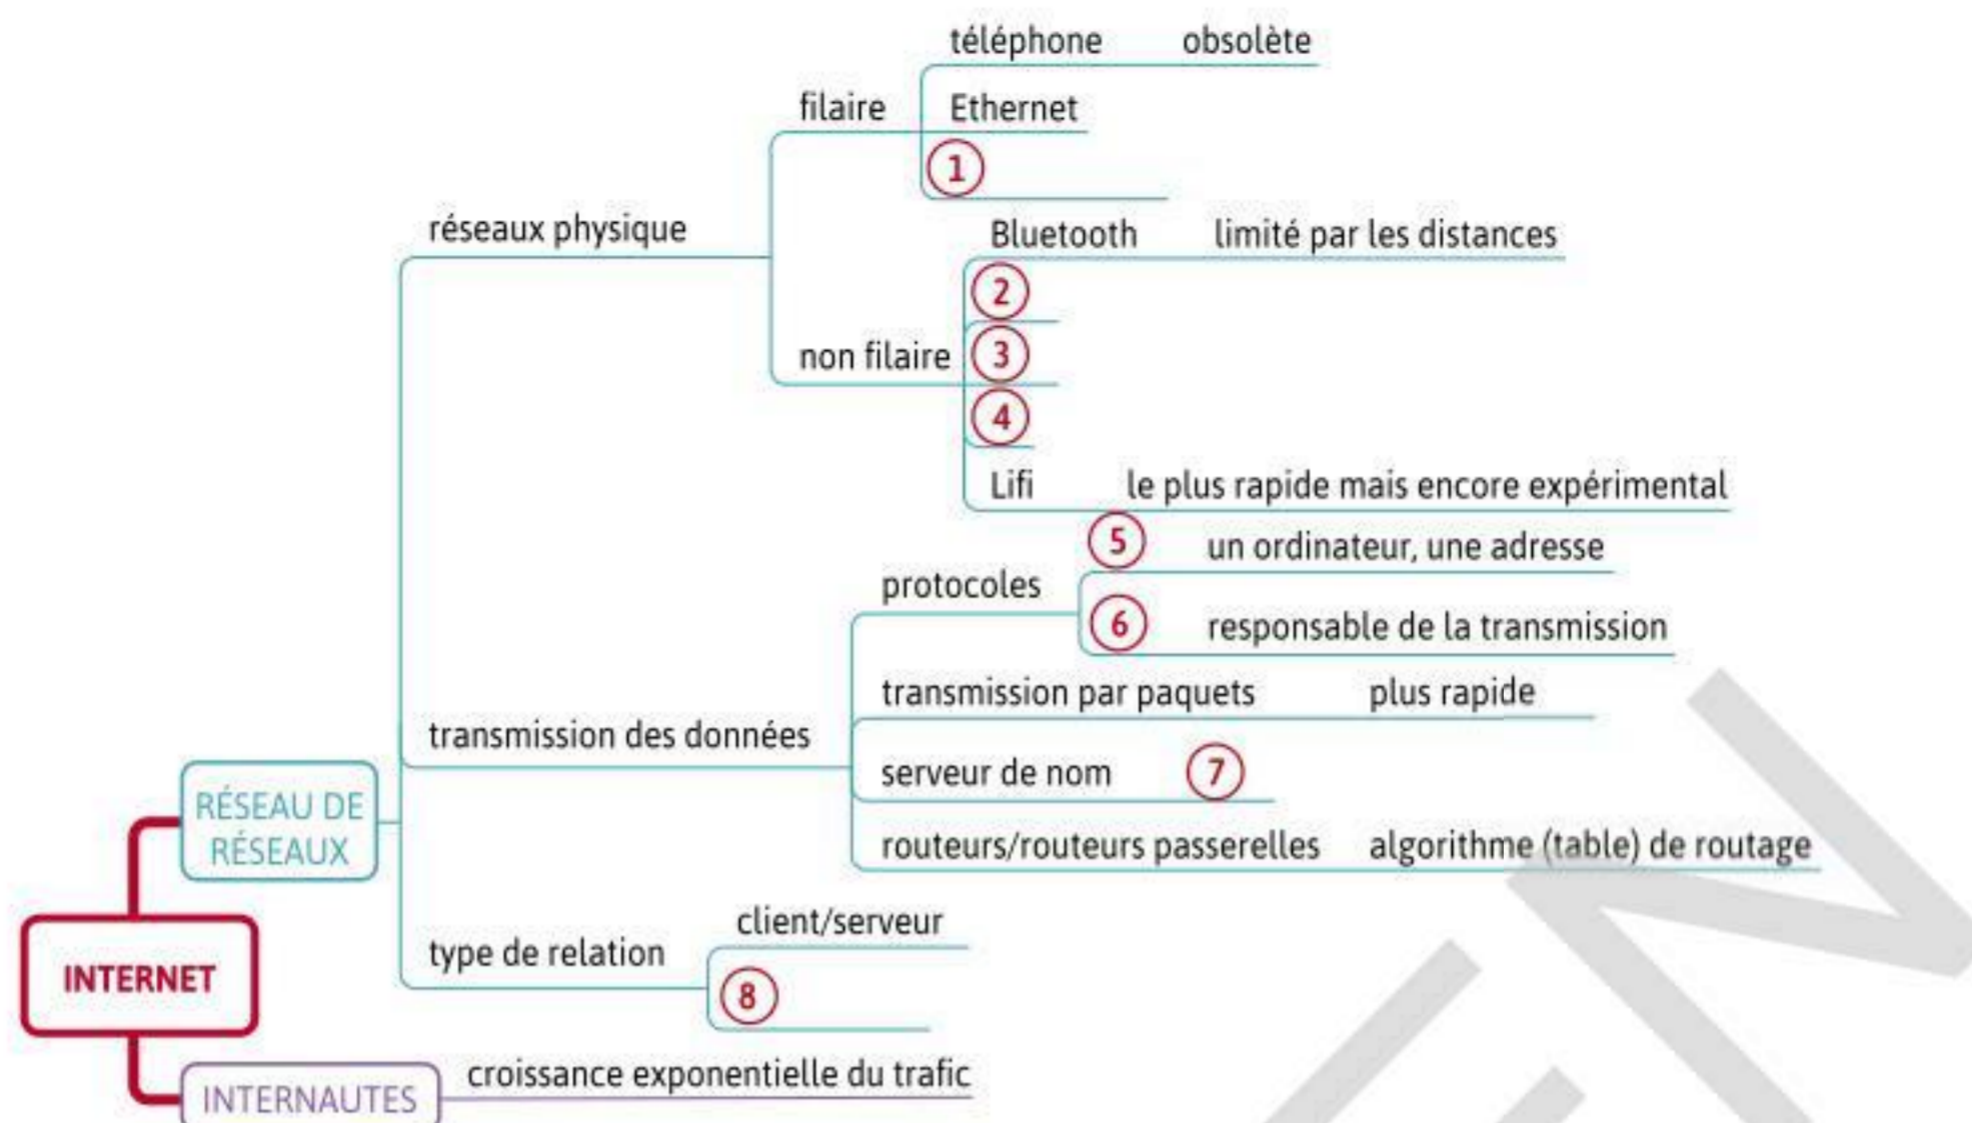 téléphone obsolète
filaire Ethernet
1
réseaux physique
Bluetooth limité par les distances
2
non filaire 3
4
Lifi le plus rapide mais encore expérimental
5 un ordinateur, une adresse
protocoles
6 responsable de la transmission
transmission par paquets plus rapide
transmission des données
serveur de nom 7
RÉSEAU DE
RÉSEAUX
routeurs/routeurs passerelles algorithme (table) de routage
client/serveur
type de relation
INTERNET
8
croissance exponentielle du trafic
INTERNAUTES